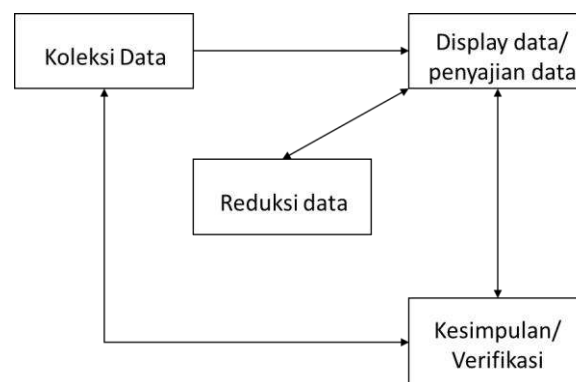 Koleksi Data
Display data/
penyajian data
Reduksi data
Kesimpulan/
Verifikasi